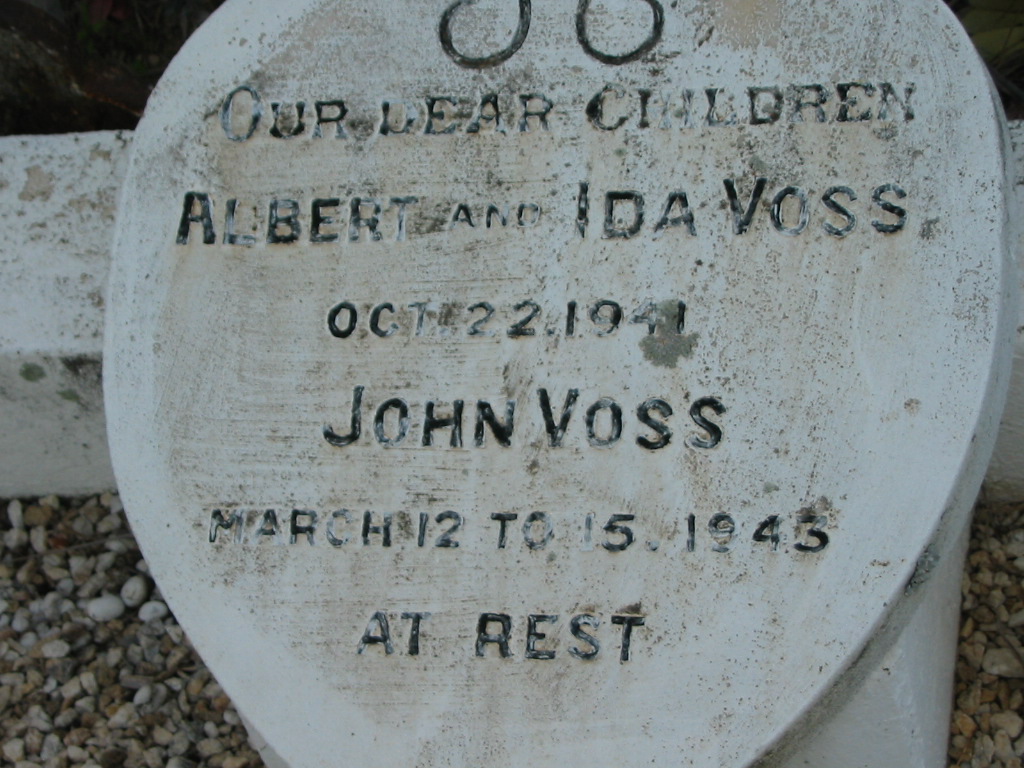 OUR DEAR CHILDREN
ALBERT AND IDA VOSS
OCT. 22. 1941
JOHN VOSS
MARCH 12 TO 15. 1943
AT REST